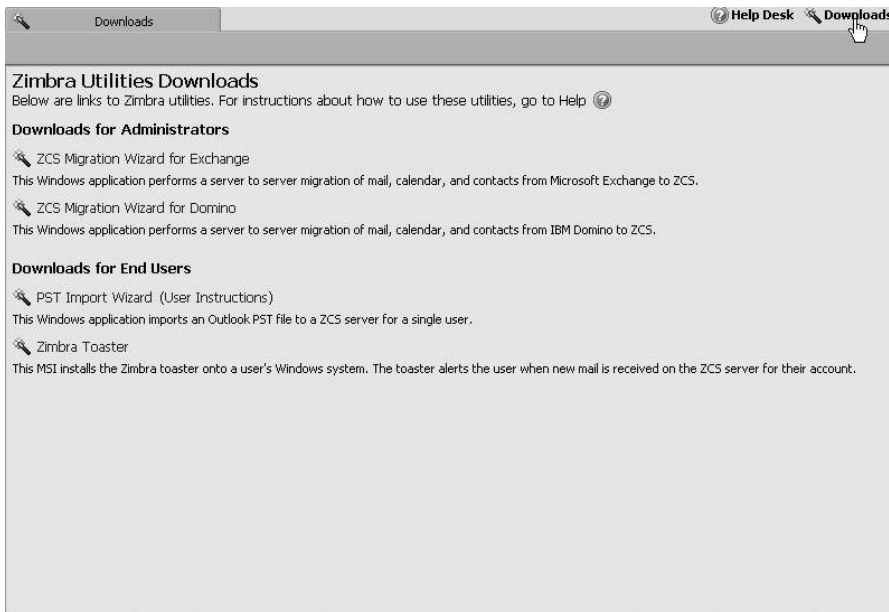 Downloads
Help Desk Downloads
Zimbra Utilities Downloads
Below are links to Zimbra utilities. For instructions about how to use these utilities, go to Help
Downloads for Administrators
ZCS Migration Wizard for Exchange
This Windows application performs a server to server migration of mail, calendar, and contacts from Microsoft Exchange to ZCS.
ZCS Migration Wizard for Domino
This Windows application performs a server to server migration of mail, calendar, and contacts from IBM Domino to ZCS.
Downloads for End Users
PST Import Wizard (User Instructions)
This Windows application imports an Outlook PST file to a ZCS server for a single user.
Zimbra Toaster
This MSI installs the Zimbra toaster onto a user's Windows system. The toaster alerts the user when new mail is received on the ZCS server for their account.